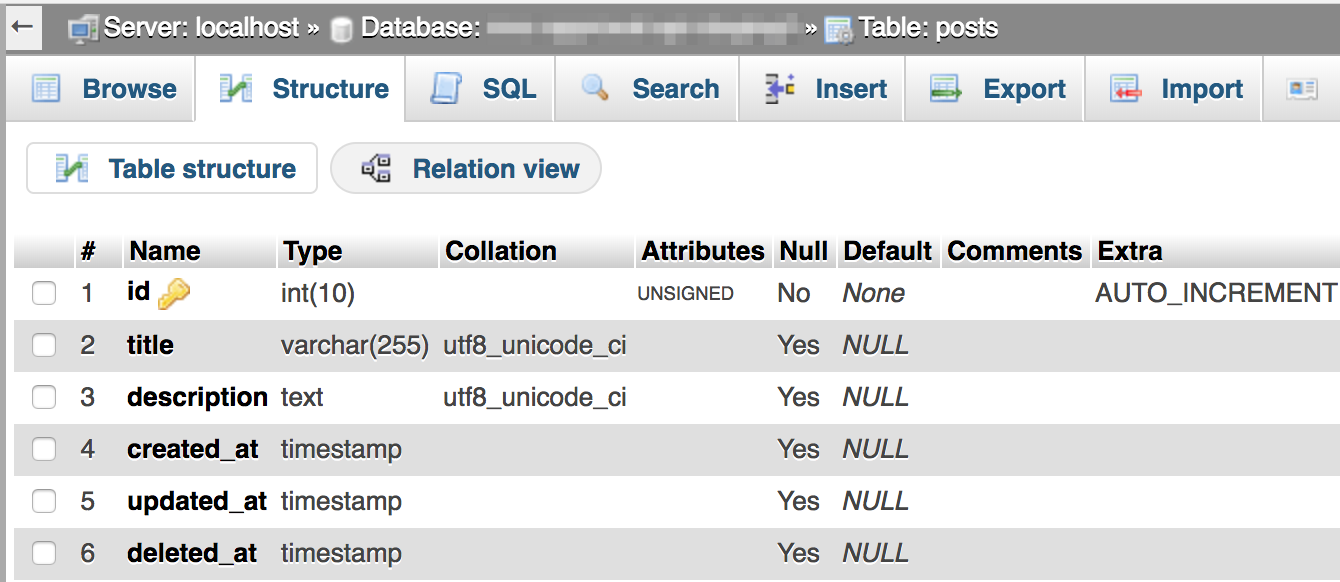 Server: localhost » Database: » Table: posts
Browse Structure SQL Search Insert Export Import
Table structure Relation view
# Name Type Collation Attributes Null Default Comments Extra
1 id int(10) UNSIGNED No None AUTO_INCREMENT
2 title varchar(255) utf8_unicode_ci Yes NULL
3 description text utf8_unicode_ci Yes NULL
4 created_at timestamp Yes NULL
5 updated_at timestamp Yes NULL
6 deleted_at timestamp Yes NULL